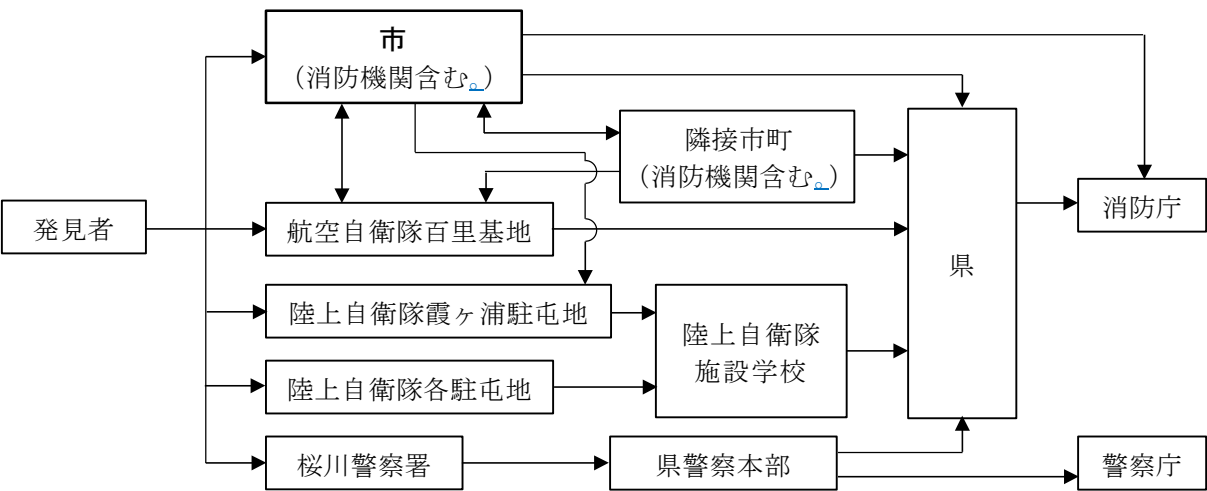 市
（消防機関含む。）
隣接市町
（消防機関含む。）
発見者
航空自衛隊百里基地
県
消防庁
陸上自衛隊霞ヶ浦駐屯地
陸上自衛隊
施設学校
陸上自衛隊各駐屯地
桜川警察署
県警察本部
警察庁